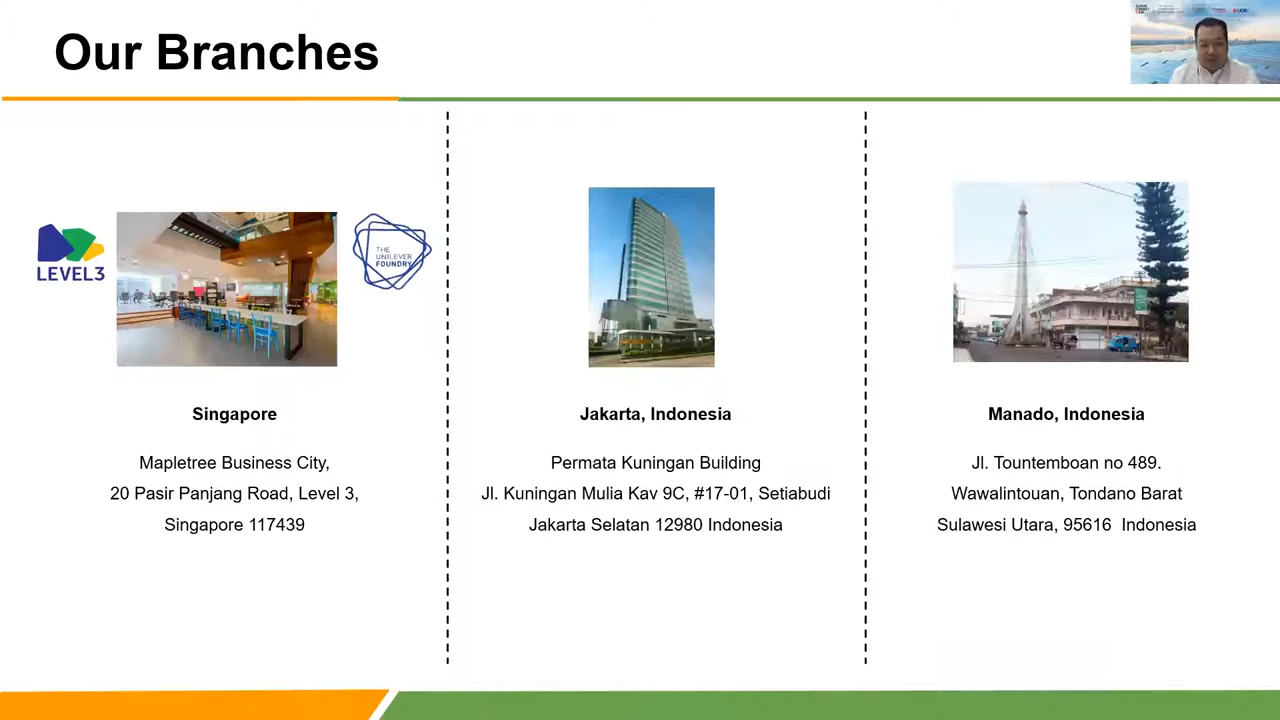 Our Branches
LEVEL3
THE
UNILEVER
FOUNDRY
Singapore
Mapletree Business City,
20 Pasir Panjang Road, Level 3,
Singapore 117439
Jakarta, Indonesia
Permata Kuningan Building
Jl. Kuningan Mulia Kav 9C, #17-01, Setiabudi
Jakarta Selatan 12980 Indonesia
Manado, Indonesia
Jl. Tountemboan no 489.
Wawalintouan, Tondano Barat
Sulawesi Utara, 95616  Indonesia